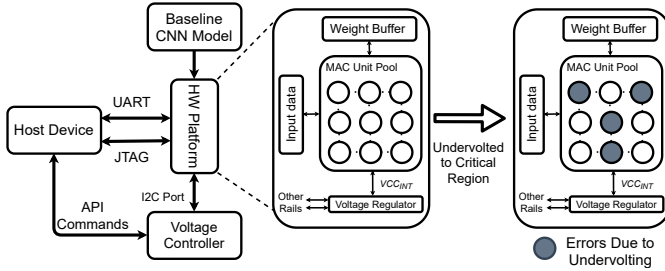 Baseline
CNN Model
UART
Host Device
JTAG
HW Platform
API
Commands
I2C Port
Voltage
Controller
Weight Buffer
MAC Unit Pool
Input data
VCCINT
Other
Rails
Voltage Regulator
Undervolted
to Critical
Region
Weight Buffer
MAC Unit Pool
Input data
VCCINT
Other
Rails
Voltage Regulator
Errors Due to
Undervolting